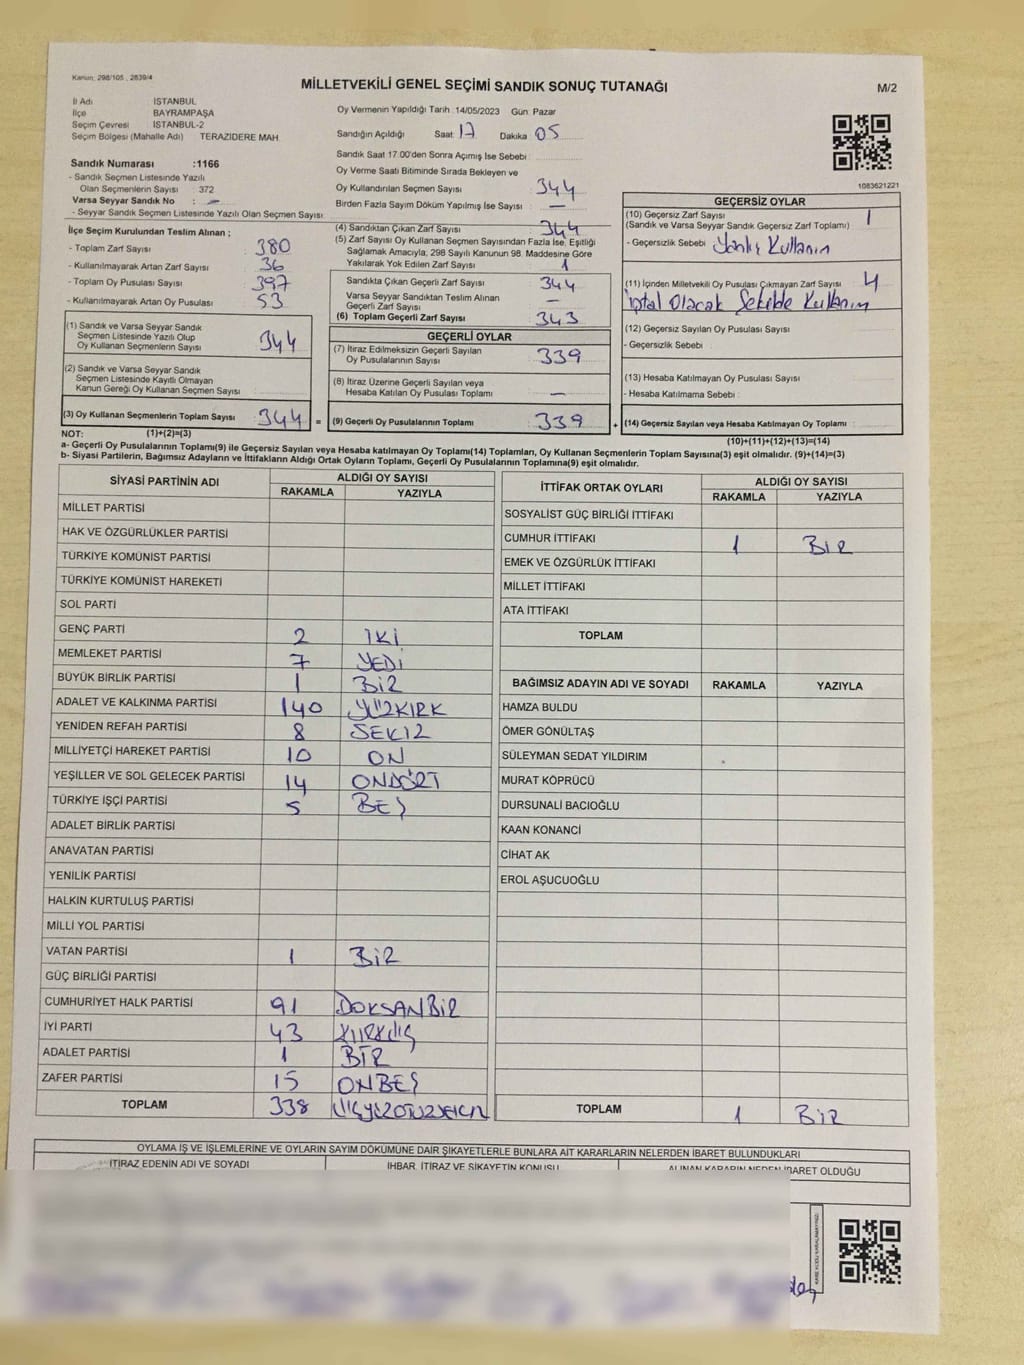 Kanun: 298/105 , 2839/4
MİLLETVEKİLİ GENEL SEÇİMİ SANDIK SONUÇ TUTANAĞI
M/2
İl Adı İSTANBUL
İlçe BAYRAMPAŞA
Seçim Çevresi İSTANBUL-2
Seçim Bölgesi (Mahalle Adı) TERAZİDERE MAH.
Sandık Numarası :1166
- Sandık Seçmen Listesinde Yazılı
Olan Seçmenlerin Sayısı : 372
Varsa Seyyar Sandık No : -
- Seyyar Sandık Seçmen Listesinde Yazılı Olan Seçmen Sayısı:
Oy Vermenin Yapıldığı Tarih :14/05/2023 Gün: Pazar
Sandığın Açıldığı Saat: 17 Dakika: 05
Sandık Saat 17:00'den Sonra Açımış İse Sebebi :
Oy Verme Saati Bitiminde Sırada Bekleyen ve
Oy Kullandırılan Seçmen Sayısı : 344
Birden Fazla Sayım Döküm Yapılmış İse Sayısı : —
1083621221
İlçe Seçim Kurulundan Teslim Alınan ;
- Toplam Zarf Sayısı : 380
- Kullanılmayarak Artan Zarf Sayısı : 36
- Toplam Oy Pusulası Sayısı : 397
- Kullanılmayarak Artan Oy Pusulası : 53
(1) Sandık ve Varsa Seyyar Sandık
Seçmen Listesinde Yazılı Olup
Oy Kullanan Seçmenlerin Sayısı : 344
(2) Sandık ve Varsa Seyyar Sandık
Seçmen Listesinde Kayıtlı Olmayan
Kanun Gereği Oy Kullanan Seçmen Sayısı :
(3) Oy Kullanan Seçmenlerin Toplam Sayısı : 344 =
(1)+(2)=(3)
(4) Sandıktan Çıkan Zarf Sayısı : 344
(5) Zarf Sayısı Oy Kullanan Seçmen Sayısından Fazla İse, Eşitliği
Sağlamak Amacıyla; 298 Sayılı Kanunun 98. Maddesine Göre
Yakılarak Yok Edilen Zarf Sayısı : 1
Sandıkta Çıkan Geçerli Zarf Sayısı : 344
Varsa Seyyar Sandıktan Teslim Alınan
Geçerli Zarf Sayısı : —
(6) Toplam Geçerli Zarf Sayısı : 343
GEÇERLİ OYLAR
(7) İtiraz Edilmeksizin Geçerli Sayılan
Oy Pusulalarının Sayısı : 339
(8) İtiraz Üzerine Geçerli Sayılan veya
Hesaba Katılan Oy Pusulası Toplamı : —
(9) Geçerli Oy Pusulalarının Toplamı : 339 +
GEÇERSİZ OYLAR
(10) Geçersiz Zarf Sayısı : 1
(Sandık ve Varsa Seyyar Sandık Geçersiz Zarf Toplamı)
- Geçersizlik Sebebi : Yanlış Kullanım
(11) İçinden Milletvekili Oy Pusulası Çıkmayan Zarf Sayısı : 4
İptal Olacak Şekilde Kullanım
(12) Geçersiz Sayılan Oy Pusulası Sayısı :
- Geçersizlik Sebebi :
(13) Hesaba Katılmayan Oy Pusulası Sayısı :
- Hesaba Katılmama Sebebi :
(14) Geçersiz Sayılan veya Hesaba Katılmayan Oy Toplamı :
(10)+(11)+(12)+(13)=(14)
NOT:
a- Geçerli Oy Pusulalarının Toplamı(9) ile Geçersiz Sayılan veya Hesaba katılmayan Oy Toplamı(14) Toplamları, Oy Kullanan Seçmenlerin Toplam Sayısına(3) eşit olmalıdır. (9)+(14)=(3)
b- Siyasi Partilerin, Bağımsız Adayların ve İttifakların Aldığı Ortak Oyların Toplamı, Geçerli Oy Pusulalarının Toplamına(9) eşit olmalıdır.
SİYASİ PARTİNİN ADI ALDIĞI OY SAYISI
RAKAMLA YAZIYLA
MİLLET PARTİSİ
HAK VE ÖZGÜRLÜKLER PARTİSİ
TÜRKİYE KOMÜNİST PARTİSİ
TÜRKİYE KOMÜNİST HAREKETİ
SOL PARTİ
GENÇ PARTİ 2 İKİ
MEMLEKET PARTİSİ 7 YEDİ
BÜYÜK BİRLİK PARTİSİ 1 BİR
ADALET VE KALKINMA PARTİSİ 140 YÜZKIRK
YENİDEN REFAH PARTİSİ 8 SEKİZ
MİLLİYETÇİ HAREKET PARTİSİ 10 ON
YEŞİLLER VE SOL GELECEK PARTİSİ 14 ONDÖRT
TÜRKİYE İŞÇİ PARTİSİ 5 BEŞ
ADALET BİRLİK PARTİSİ
ANAVATAN PARTİSİ
YENİLİK PARTİSİ
HALKIN KURTULUŞ PARTİSİ
MİLLİ YOL PARTİSİ
VATAN PARTİSİ 1 BİR
GÜÇ BİRLİĞİ PARTİSİ
CUMHURİYET HALK PARTİSİ 91 DOKSANBİR
İYİ PARTİ 43 KIRKÜÇ
ADALET PARTİSİ 1 BİR
ZAFER PARTİSİ 15 ONBEŞ
TOPLAM 338 ÜÇYÜZOTUZSEKİZ
İTTİFAK ORTAK OYLARI ALDIĞI OY SAYISI
RAKAMLA YAZIYLA
SOSYALİST GÜÇ BİRLİĞİ İTTİFAKI
CUMHUR İTTİFAKI 1 BİR
EMEK VE ÖZGÜRLÜK İTTİFAKI
MİLLET İTTİFAKI
ATA İTTİFAKI
TOPLAM
BAĞIMSIZ ADAYIN ADI VE SOYADI RAKAMLA YAZIYLA
HAMZA BULDU
ÖMER GÖNÜLTAŞ
SÜLEYMAN SEDAT YILDIRIM
MURAT KÖPRÜCÜ
DURSUNALİ BACIOĞLU
KAAN KONANCİ
CİHAT AK
EROL AŞUCUOĞLU
TOPLAM 1 BİR
OYLAMA İŞ VE İŞLEMLERİNE VE OYLARIN SAYIM DÖKÜMÜNE DAİR ŞİKAYETLERLE BUNLARA AİT KARARLARIN NELERDEN İBARET BULUNDUKLARI
İTİRAZ EDENİN ADI VE SOYADI İHBAR, İTİRAZ VE ŞİKAYETİN KONUSU ALINAN KARARIN NEDEN İBARET OLDUĞU